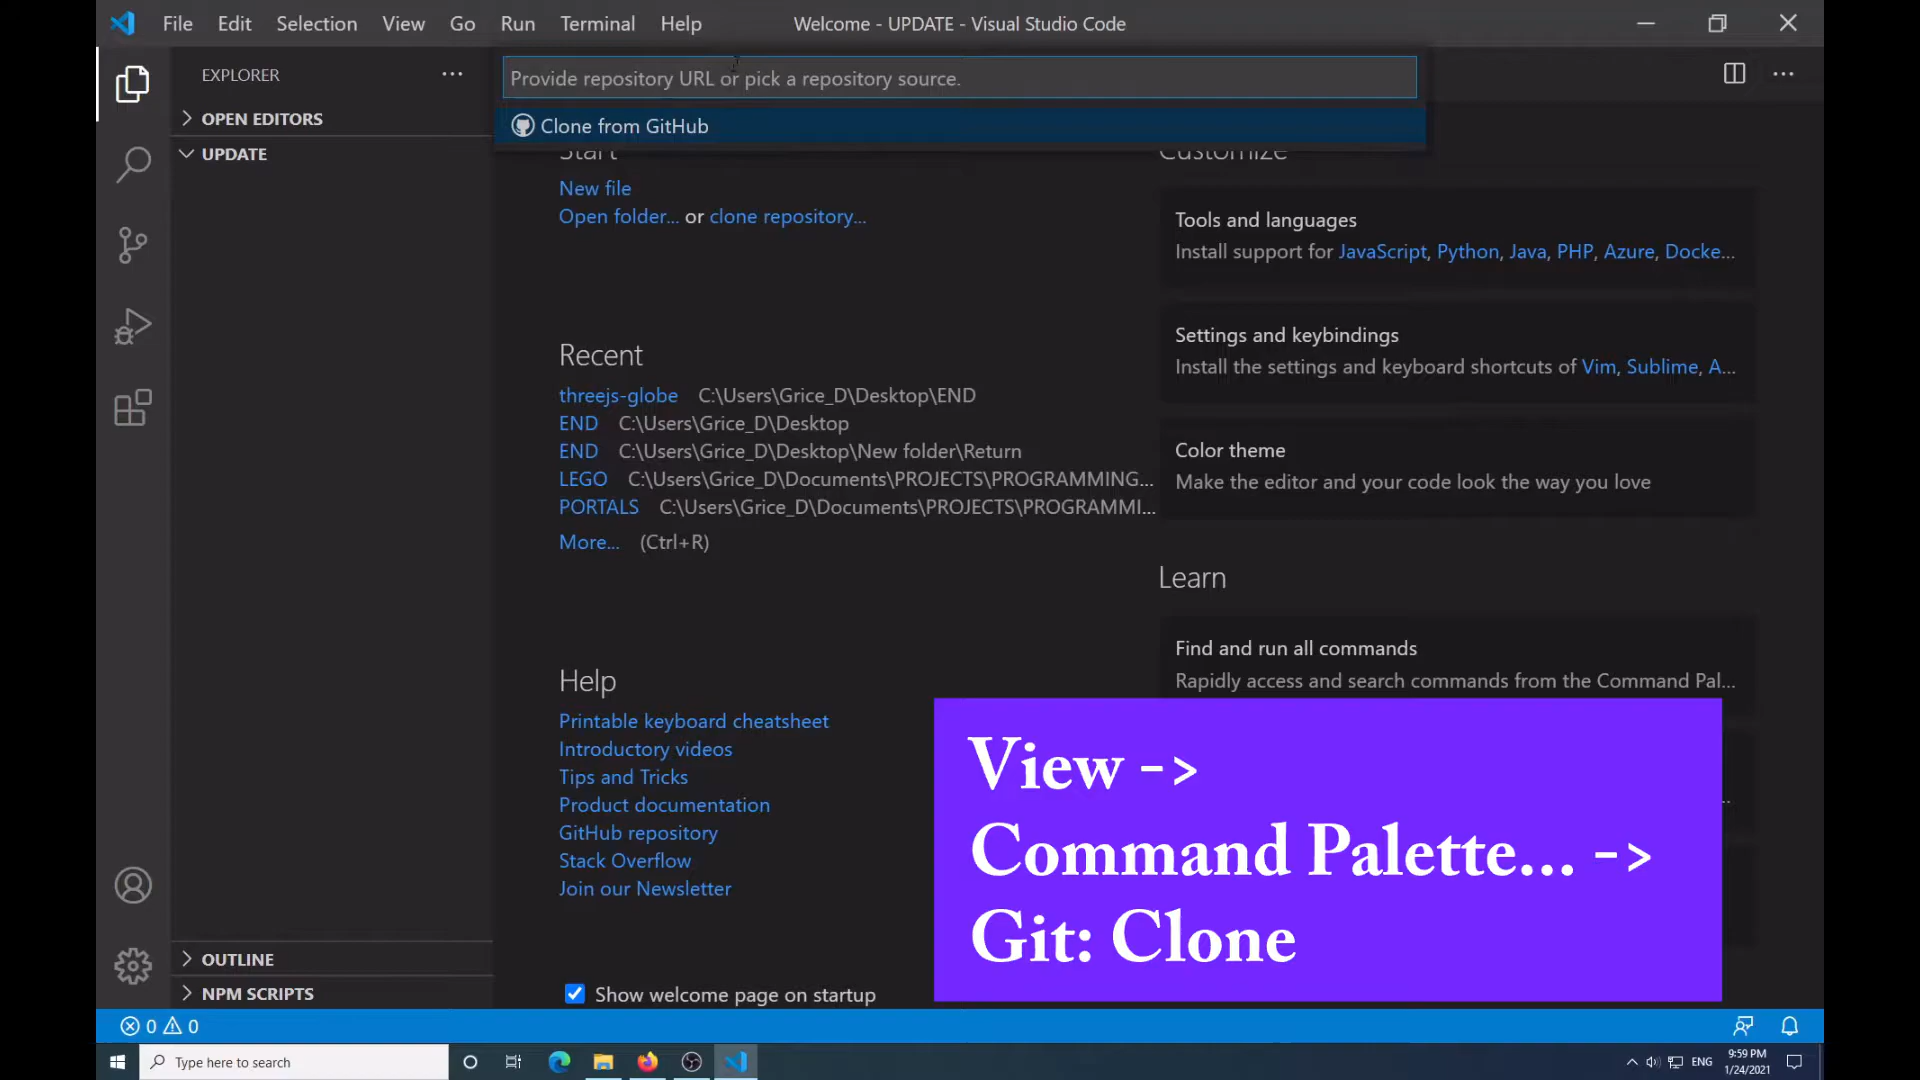 File Edit Selection View Go Run Terminal Help Welcome - UPDATE - Visual Studio Code
EXPLORER
Provide repository URL or pick a repository source.
OPEN EDITORS
Clone from GitHub
UPDATE
Start
New file
Open folder... or clone repository...
Recent
threejs-globe C:\Users\Grice_D\Desktop\END
END C:\Users\Grice_D\Desktop
END C:\Users\Grice_D\Desktop\New folder\Return
LEGO C:\Users\Grice_D\Documents\PROJECTS\PROGRAMMING...
PORTALS C:\Users\Grice_D\Documents\PROJECTS\PROGRAMMI...
More... (Ctrl+R)
Help
Printable keyboard cheatsheet
Introductory videos
Tips and Tricks
Product documentation
GitHub repository
Stack Overflow
Join our Newsletter
Show welcome page on startup
Customize
Tools and languages
Install support for JavaScript, Python, Java, PHP, Azure, Docke...
Settings and keybindings
Install the settings and keyboard shortcuts of Vim, Sublime, A...
Color theme
Make the editor and your code look the way you love
Learn
Find and run all commands
Rapidly access and search commands from the Command Pal...
View ->
Command Palette... ->
Git: Clone
OUTLINE
NPM SCRIPTS
0 0
Type here to search
ENG
9:59 PM
1/24/2021